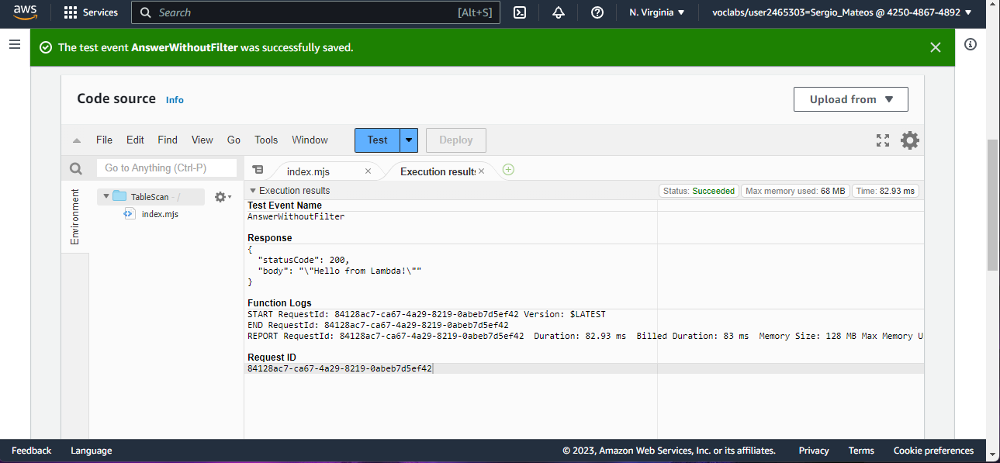 aws Services Search [Alt+S] N. Virginia voclabs/user2465303=Sergio_Mateos @ 4250-4867-4892
The test event AnswerWithoutFilter was successfully saved.
Code source Info Upload from
File Edit Find View Go Tools Window Test Deploy
Go to Anything (Ctrl-P) index.mjs Execution results
Execution results Status: Succeeded Max memory used: 68 MB Time: 82.93 ms
Environment
TableScan - /
index.mjs
Test Event Name
AnswerWithoutFilter
Response
{
"statusCode": 200,
"body": "\"Hello from Lambda!\""
}
Function Logs
START RequestId: 84128ac7-ca67-4a29-8219-0abeb7d5ef42 Version: $LATEST
END RequestId: 84128ac7-ca67-4a29-8219-0abeb7d5ef42
REPORT RequestId: 84128ac7-ca67-4a29-8219-0abeb7d5ef42 Duration: 82.93 ms Billed Duration: 83 ms Memory Size: 128 MB Max Memory U
Request ID
84128ac7-ca67-4a29-8219-0abeb7d5ef42
Feedback Language © 2023, Amazon Web Services, Inc. or its affiliates. Privacy Terms Cookie preferences